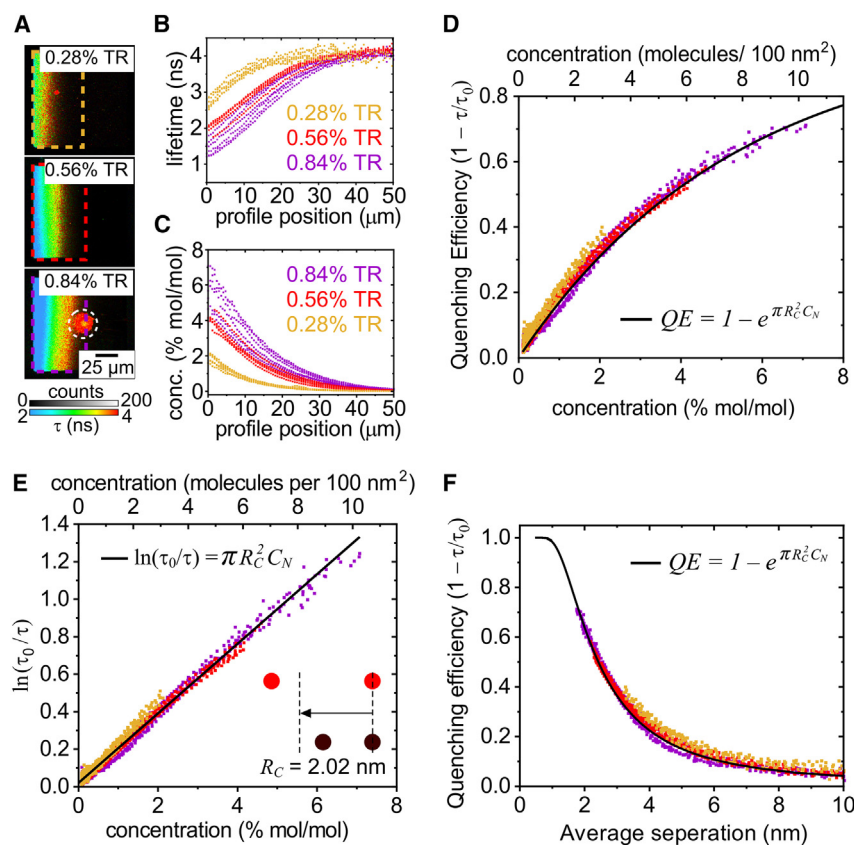 A
0.28% TR
0.56% TR
0.84% TR
25 μm
counts
0 200
2 4
τ (ns)
B
lifetime (ns)
4
3
2
1
0.28% TR
0.56% TR
0.84% TR
0 10 20 30 40 50
profile position (μm)
C
conc. (% mol/mol)
8
6
4
2
0
0.84% TR
0.56% TR
0.28% TR
0 10 20 30 40 50
profile position (μm)
D
concentration (molecules/ 100 nm²)
0 2 4 6 8 10
Quenching Efficiency (1 − τ/τ₀)
0.8
0.6
0.4
0.2
0.0
QE = 1 − e^{πR_C²C_N}
0 2 4 6 8
concentration (% mol/mol)
E
concentration (molecules per 100 nm²)
0 2 4 6 8 10
ln(τ₀/τ)
1.4
1.2
1.0
0.8
0.6
0.4
0.2
0.0
ln(τ₀/τ) = πR_C²C_N
R_C = 2.02 nm
0 2 4 6 8
concentration (% mol/mol)
F
Quenching efficiency (1 − τ/τ₀)
1.0
0.8
0.6
0.4
0.2
0.0
QE = 1 − e^{πR_C²C_N}
0 2 4 6 8 10
Average seperation (nm)